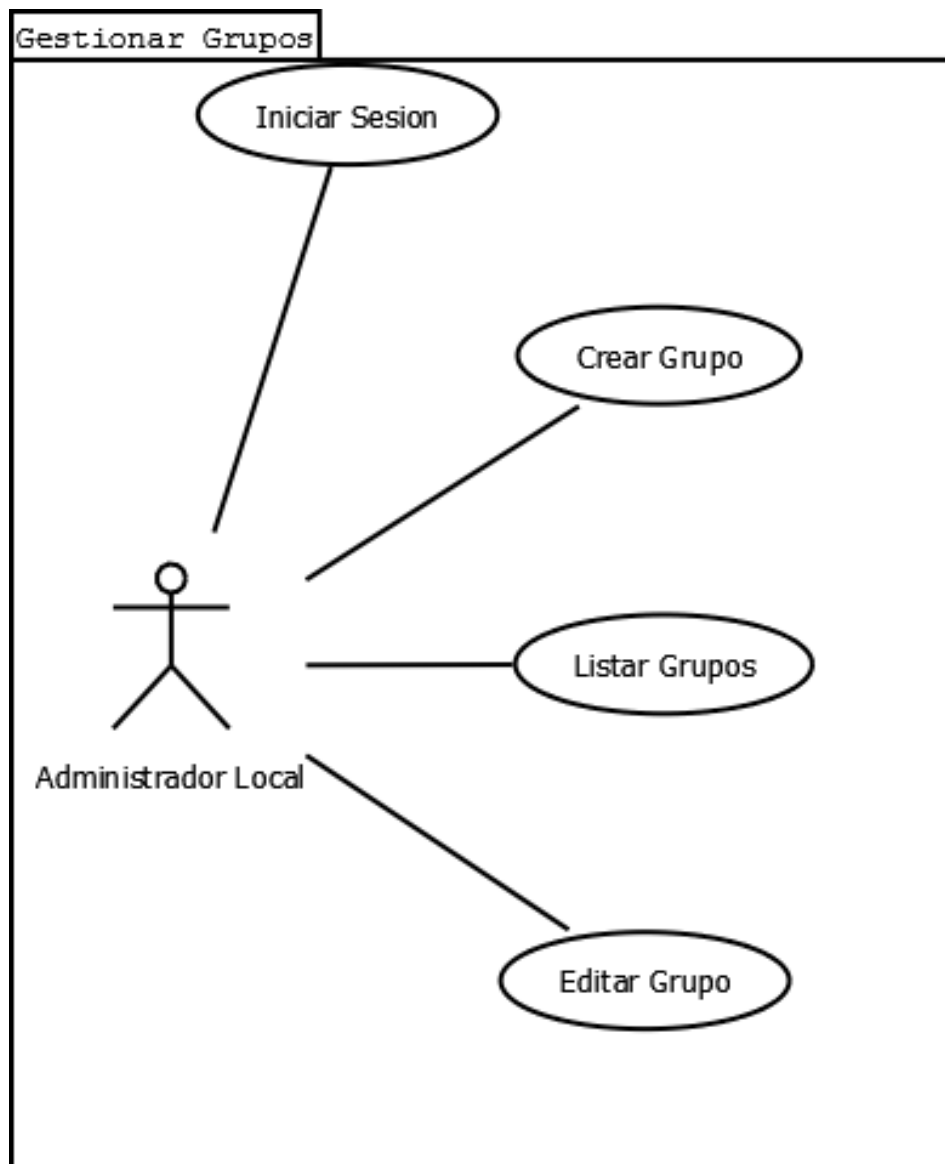 Gestionar Grupos
Iniciar Sesion
Crear Grupo
Listar Grupos
Administrador Local
Editar Grupo